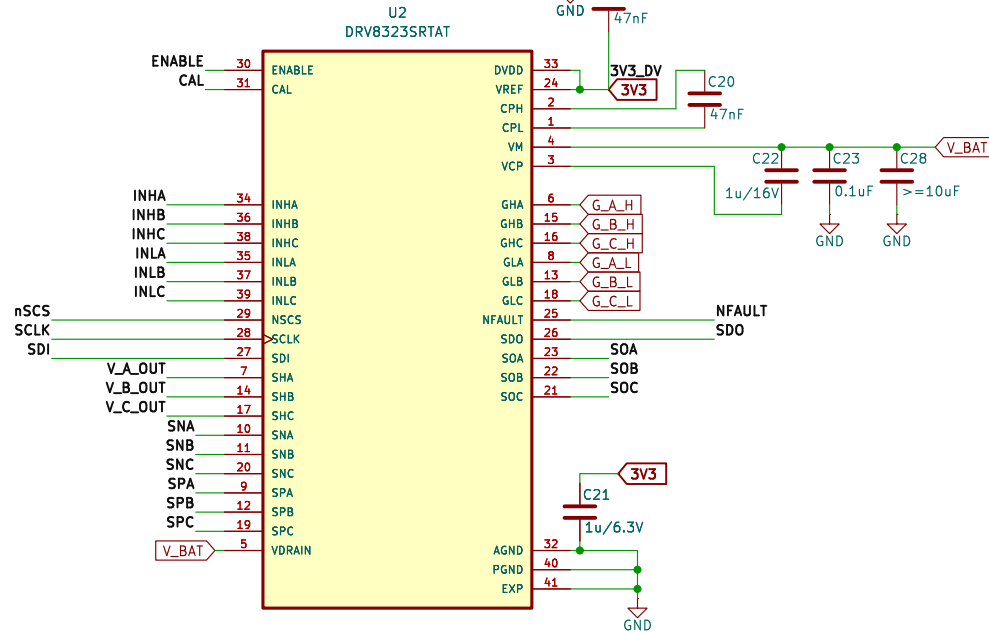 U2
DRV8323SRTAT
GND
47nF
ENABLE 30 ENABLE
CAL 31 CAL
DVDD 33
3V3_DV
VREF 24 3V3
CPH 2
CPL 1
C20
47nF
VM 4
V_BAT
VCP 3
C22
1u/16V
C23
0.1uF
C28
>=10uF
GND
GND
INHA 34 INHA
INHB 36 INHB
INHC 38 INHC
INLA 35 INLA
INLB 37 INLB
INLC 39 INLC
nSCS 29 NSCS
SCLK 28 SCLK
SDI 27 SDI
V_A_OUT 7 SHA
V_B_OUT 14 SHB
V_C_OUT 17 SHC
SNA 10 SNA
SNB 11 SNB
SNC 20 SNC
SPA 9 SPA
SPB 12 SPB
SPC 19 SPC
V_BAT 5 VDRAIN
GHA 6 G_A_H
GHB 15 G_B_H
GHC 16 G_C_H
GLA 8 G_A_L
GLB 13 G_B_L
GLC 18 G_C_L
NFAULT 25 NFAULT
SDO 26 SDO
SOA 23 SOA
SOB 22 SOB
SOC 21 SOC
3V3
C21
1u/6.3V
AGND 32
PGND 40
EXP 41
GND